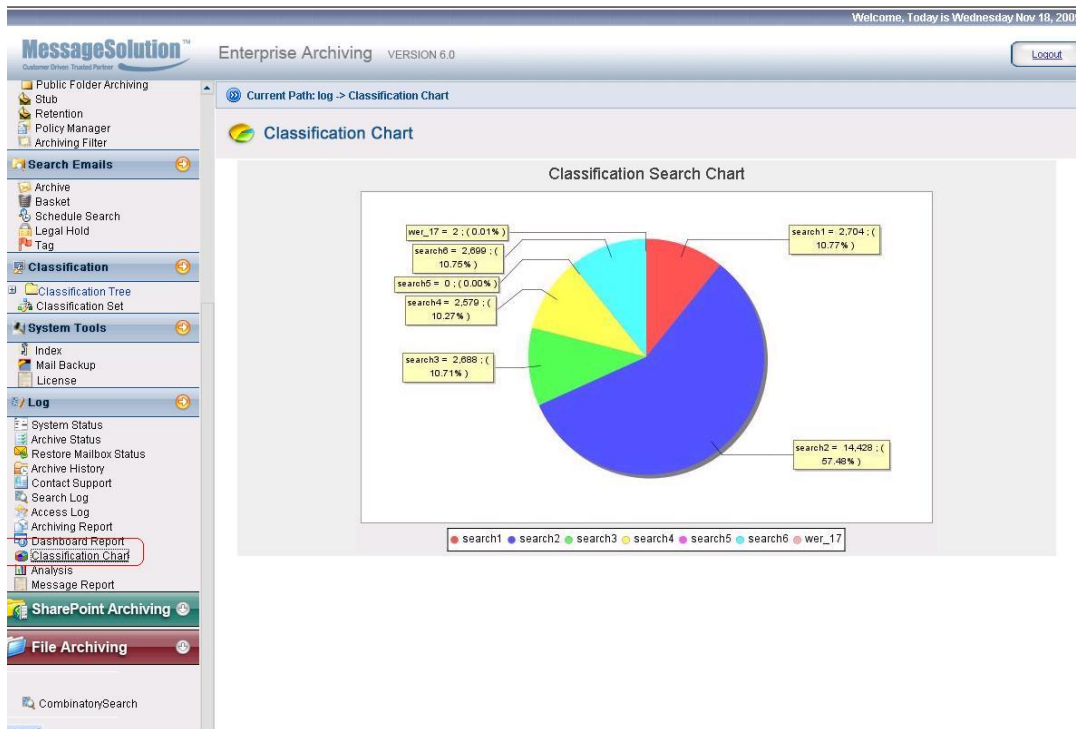 Welcome, Today is Wednesday Nov 18, 200
MessageSolution™
Customer Driven Trusted Partner
Enterprise Archiving VERSION 6.0
Logout
Public Folder Archiving
Stub
Retention
Policy Manager
Archiving Filter
Search Emails
Archive
Basket
Schedule Search
Legal Hold
Tag
Classification
Classification Tree
Classification Set
System Tools
Index
Mail Backup
License
Log
System Status
Archive Status
Restore Mailbox Status
Archive History
Contact Support
Search Log
Access Log
Archiving Report
Dashboard Report
Classification Chart
Analysis
Message Report
SharePoint Archiving
File Archiving
CombinatorySearch
Current Path: log -> Classification Chart
Classification Chart
Classification Search Chart
wer_17 = 2 ; ( 0.01% )
search6 = 2,699 ; (
10.75% )
search5 = 0 ; ( 0.00% )
search4 = 2,579 ; (
10.27% )
search3 = 2,688 ; (
10.71% )
search1 = 2,704 ; (
10.77% )
search2 = 14,428 ; (
57.48% )
search1 search2 search3 search4 search5 search6 wer_17